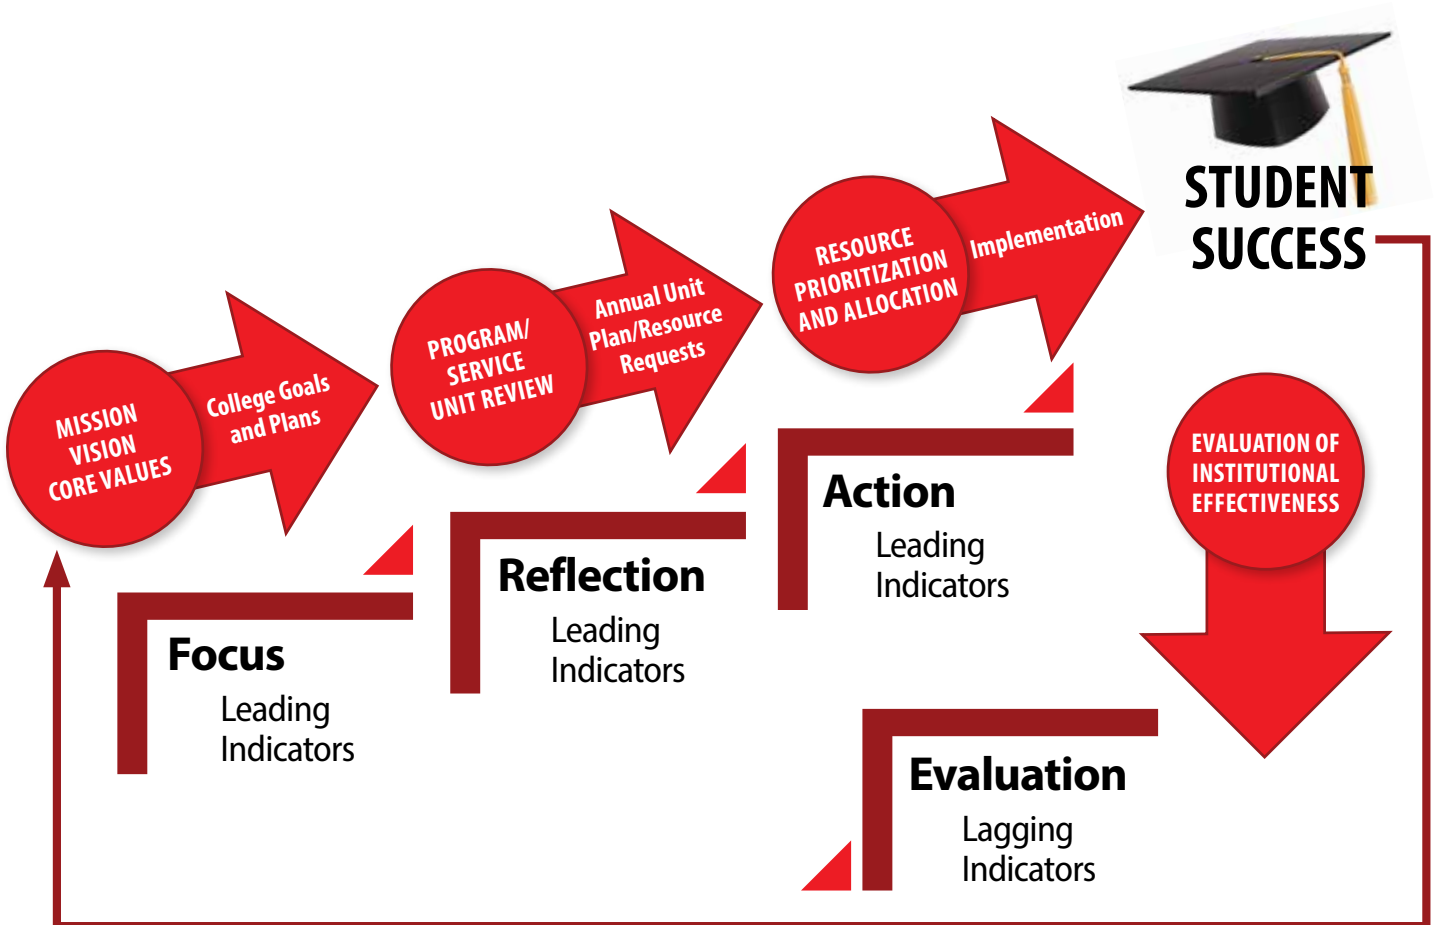 STUDENT
SUCCESS
MISSION
VISION
CORE VALUES
College Goals
and Plans
PROGRAM/
SERVICE
UNIT REVIEW
Annual Unit
Plan/Resource
Requests
RESOURCE
PRIORITIZATION
AND ALLOCATION
Implementation
EVALUATION OF
INSTITUTIONAL
EFFECTIVENESS
Focus
Leading
Indicators
Reflection
Leading
Indicators
Action
Leading
Indicators
Evaluation
Lagging
Indicators